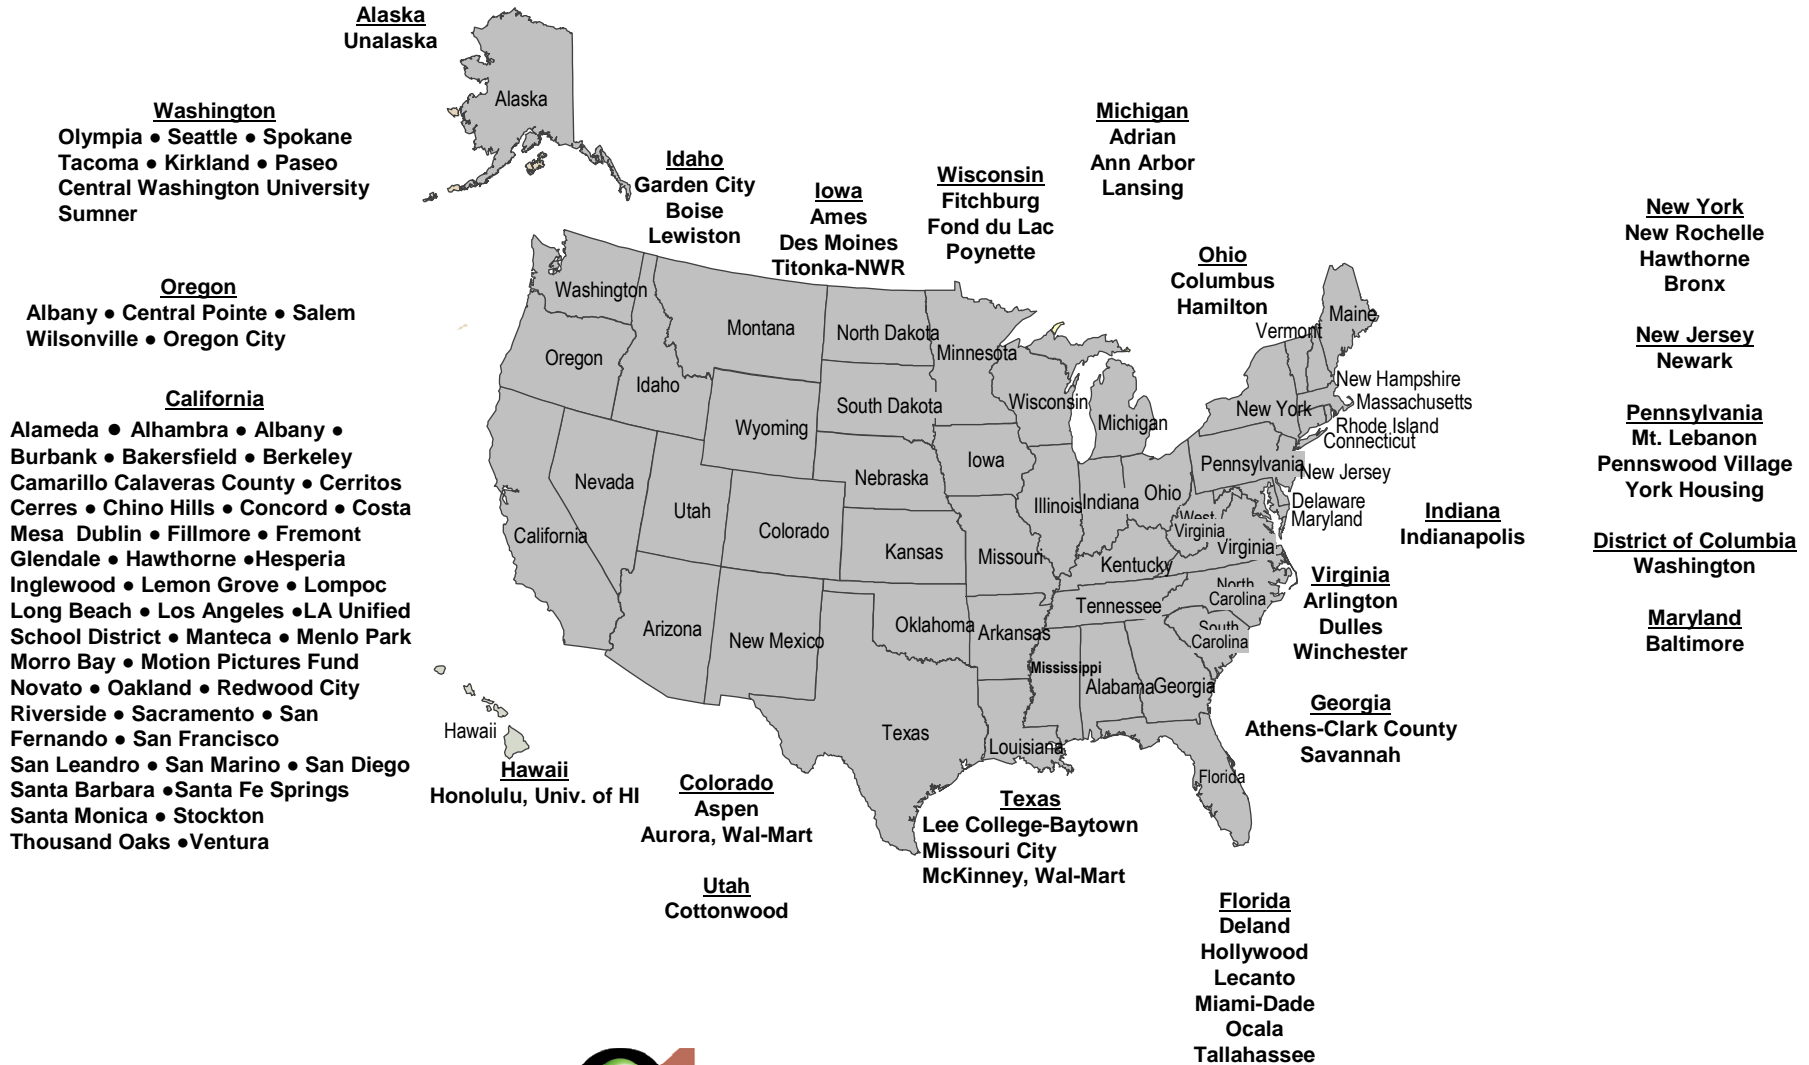 Alaska
Unalaska
Washington
Olympia ● Seattle ● Spokane
Tacoma ● Kirkland ● Paseo
Central Washington University
Sumner
Oregon
Albany ● Central Pointe ● Salem
Wilsonville ● Oregon City
California
Alameda ● Alhambra ● Albany ●
Burbank ● Bakersfield ● Berkeley
Camarillo Calaveras County ● Cerritos
Cerres ● Chino Hills ● Concord ● Costa
Mesa Dublin ● Fillmore ● Fremont
Glendale ● Hawthorne ●Hesperia
Inglewood ● Lemon Grove ● Lompoc
Long Beach ● Los Angeles ●LA Unified
School District ● Manteca ● Menlo Park
Morro Bay ● Motion Pictures Fund
Novato ● Oakland ● Redwood City
Riverside ● Sacramento ● San
Fernando ● San Francisco
San Leandro ● San Marino ● San Diego
Santa Barbara ●Santa Fe Springs
Santa Monica ● Stockton
Thousand Oaks ●Ventura
Idaho
Garden City
Boise
Lewiston
Iowa
Ames
Des Moines
Titonka-NWR
Wisconsin
Fitchburg
Fond du Lac
Poynette
Michigan
Adrian
Ann Arbor
Lansing
Ohio
Columbus
Hamilton
New York
New Rochelle
Hawthorne
Bronx
New Jersey
Newark
Pennsylvania
Mt. Lebanon
Pennswood Village
York Housing
District of Columbia
Washington
Maryland
Baltimore
Indiana
Indianapolis
Virginia
Arlington
Dulles
Winchester
Georgia
Athens-Clark County
Savannah
Florida
Deland
Hollywood
Lecanto
Miami-Dade
Ocala
Tallahassee
Texas
Lee College-Baytown
Missouri City
McKinney, Wal-Mart
Colorado
Aspen
Aurora, Wal-Mart
Utah
Cottonwood
Hawaii
Honolulu, Univ. of HI
Alaska
Washington
Oregon
Idaho
Montana
North Dakota
Minnesota
South Dakota
Wyoming
Wisconsin
Michigan
Vermont
Maine
New Hampshire
Massachusetts
New York
Rhode Island
Connecticut
Pennsylvania
New Jersey
Delaware
Maryland
Iowa
Nebraska
Nevada
Utah
Colorado
California
Kansas
Missouri
Illinois
Indiana
Ohio
West
Virginia
Virginia
Kentucky
North
Carolina
Tennessee
South
Carolina
Arizona
New Mexico
Oklahoma
Arkansas
Mississippi
Alabama
Georgia
Texas
Louisiana
Florida
Hawaii